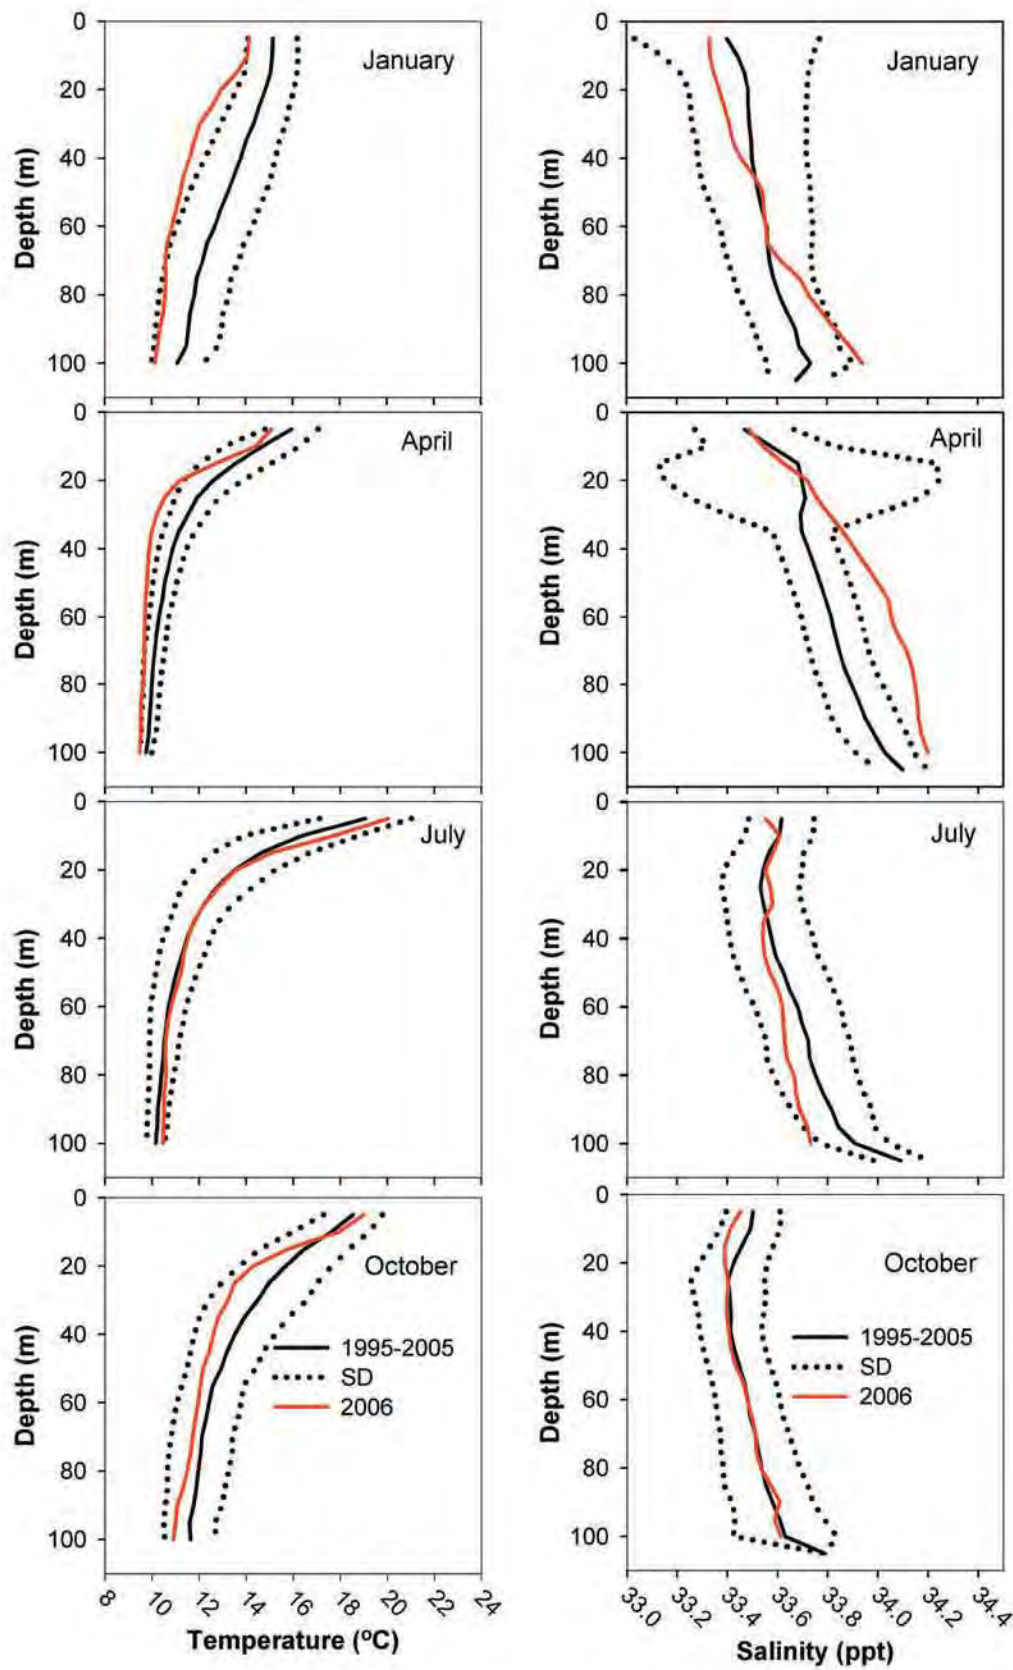 0
20
40
60
80
100
Depth (m)
January
0
20
40
60
80
100
Depth (m)
January
0
20
40
60
80
100
Depth (m)
April
0
20
40
60
80
100
Depth (m)
April
0
20
40
60
80
100
Depth (m)
July
0
20
40
60
80
100
Depth (m)
July
0
20
40
60
80
100
Depth (m)
October
1995-2005
SD
2006
8 10 12 14 16 18 20 22 24
Temperature (ºC)
0
20
40
60
80
100
Depth (m)
October
1995-2005
SD
2006
33.0 33.2 33.4 33.6 33.8 34.0 34.2 34.4
Salinity (ppt)